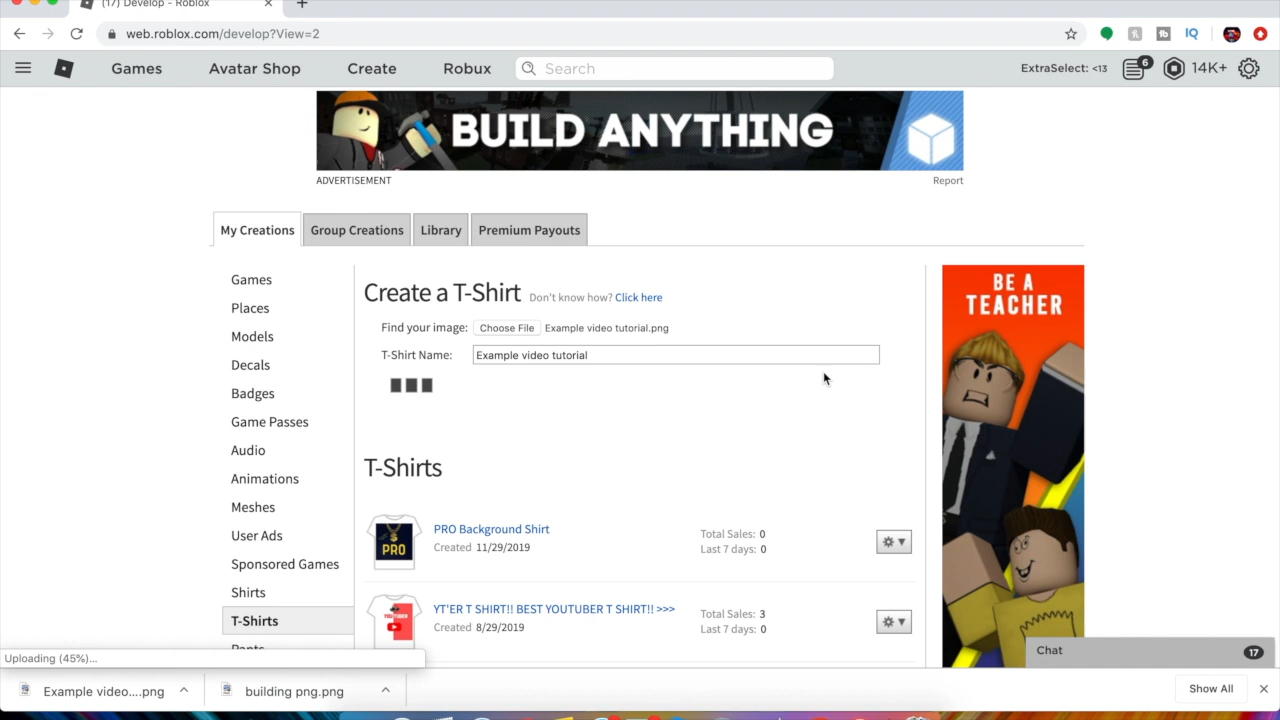 (17) Develop - Roblox
web.roblox.com/develop?View=2
IQ
Games Avatar Shop Create Robux Search ExtraSelect: <13 6 14K+
BUILD ANYTHING
ADVERTISEMENT Report
My Creations Group Creations Library Premium Payouts
Games
Places
Models
Decals
Badges
Game Passes
Audio
Animations
Meshes
User Ads
Sponsored Games
Shirts
T-Shirts
Pants
Create a T-Shirt Don't know how? Click here
Find your image: Choose File Example video tutorial.png
T-Shirt Name: Example video tutorial
T-Shirts
PRO
PRO Background Shirt
Created 11/29/2019
Total Sales: 0
Last 7 days: 0
YOUTUBER
YT'ER T SHIRT!! BEST YOUTUBER T SHIRT!! >>>
Created 8/29/2019
Total Sales: 3
Last 7 days: 0
BE A
TEACHER
Chat 17
Uploading (45%)...
Example video....png building png.png Show All